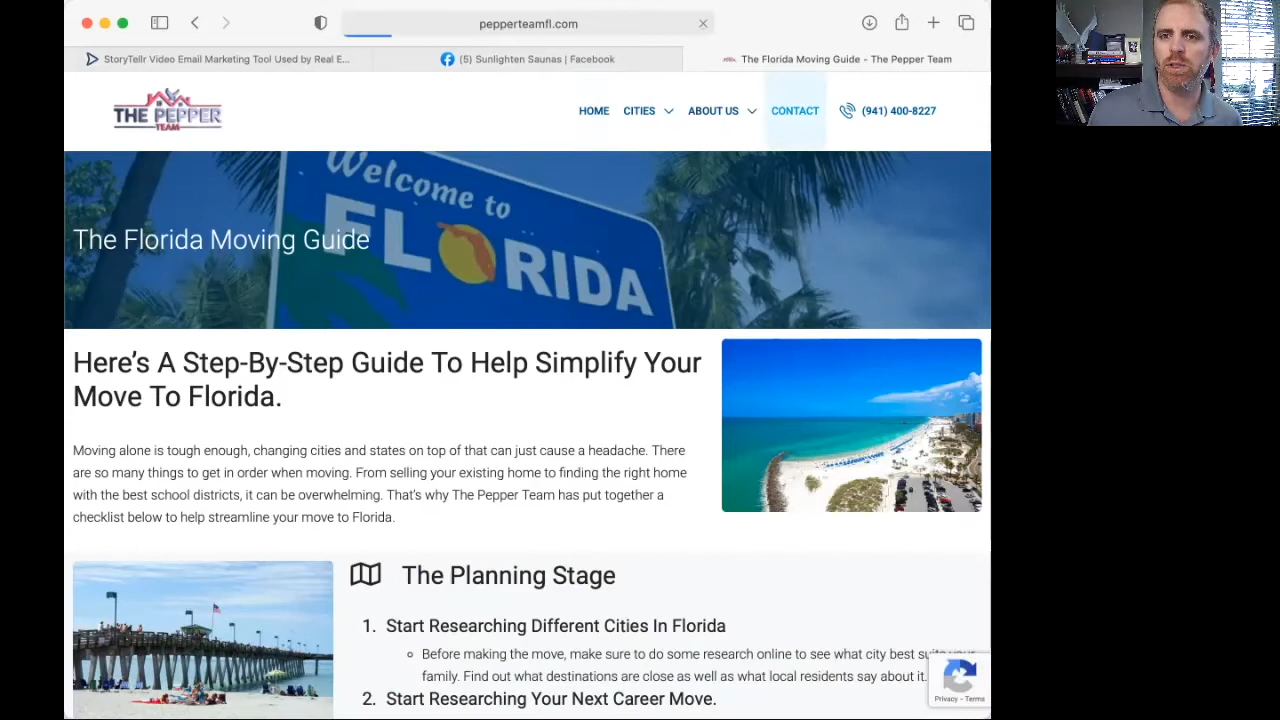 pepperteamfl.com
StoryTellr Video Email Marketing Tool Used by Real E...
(5) Sunlighten Saunas | Facebook
The Florida Moving Guide - The Pepper Team
THE PEPPER
TEAM
HOME CITIES ABOUT US CONTACT (941) 400-8227
Welcome to
FLORIDA
The Florida Moving Guide
Here's A Step-By-Step Guide To Help Simplify Your
Move To Florida.
Moving alone is tough enough, changing cities and states on top of that can just cause a headache. There
are so many things to get in order when moving. From selling your existing home to finding the right home
with the best school districts, it can be overwhelming. That's why The Pepper Team has put together a
checklist below to help streamline your move to Florida.
The Planning Stage
1. Start Researching Different Cities In Florida
Before making the move, make sure to do some research online to see what city best suits your
family. Find out what destinations are close as well as what local residents say about it.
2. Start Researching Your Next Career Move.
Privacy - Terms